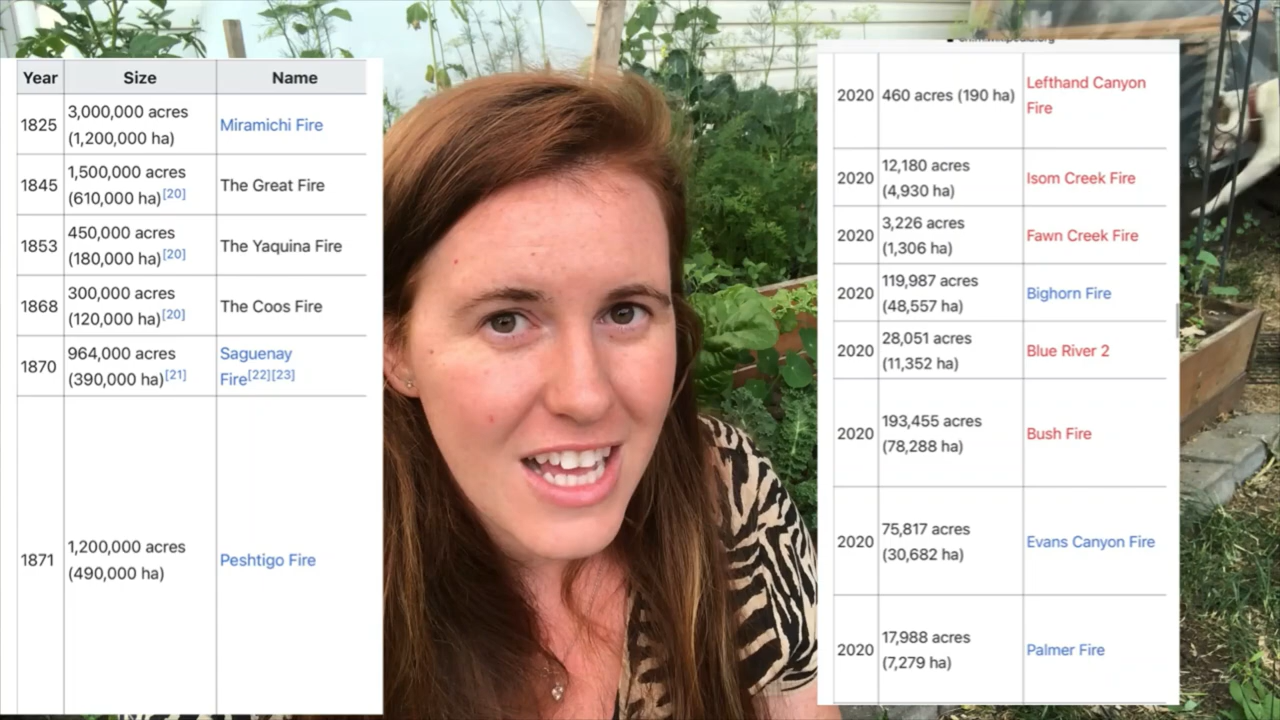 Year Size Name
1825 3,000,000 acres (1,200,000 ha) Miramichi Fire
1845 1,500,000 acres (610,000 ha)[20] The Great Fire
1853 450,000 acres (180,000 ha)[20] The Yaquina Fire
1868 300,000 acres (120,000 ha)[20] The Coos Fire
1870 964,000 acres (390,000 ha)[21] Saguenay Fire[22][23]
1871 1,200,000 acres (490,000 ha) Peshtigo Fire
2020 460 acres (190 ha) Lefthand Canyon Fire
2020 12,180 acres (4,930 ha) Isom Creek Fire
2020 3,226 acres (1,306 ha) Fawn Creek Fire
2020 119,987 acres (48,557 ha) Bighorn Fire
2020 28,051 acres (11,352 ha) Blue River 2
2020 193,455 acres (78,288 ha) Bush Fire
2020 75,817 acres (30,682 ha) Evans Canyon Fire
2020 17,988 acres (7,279 ha) Palmer Fire